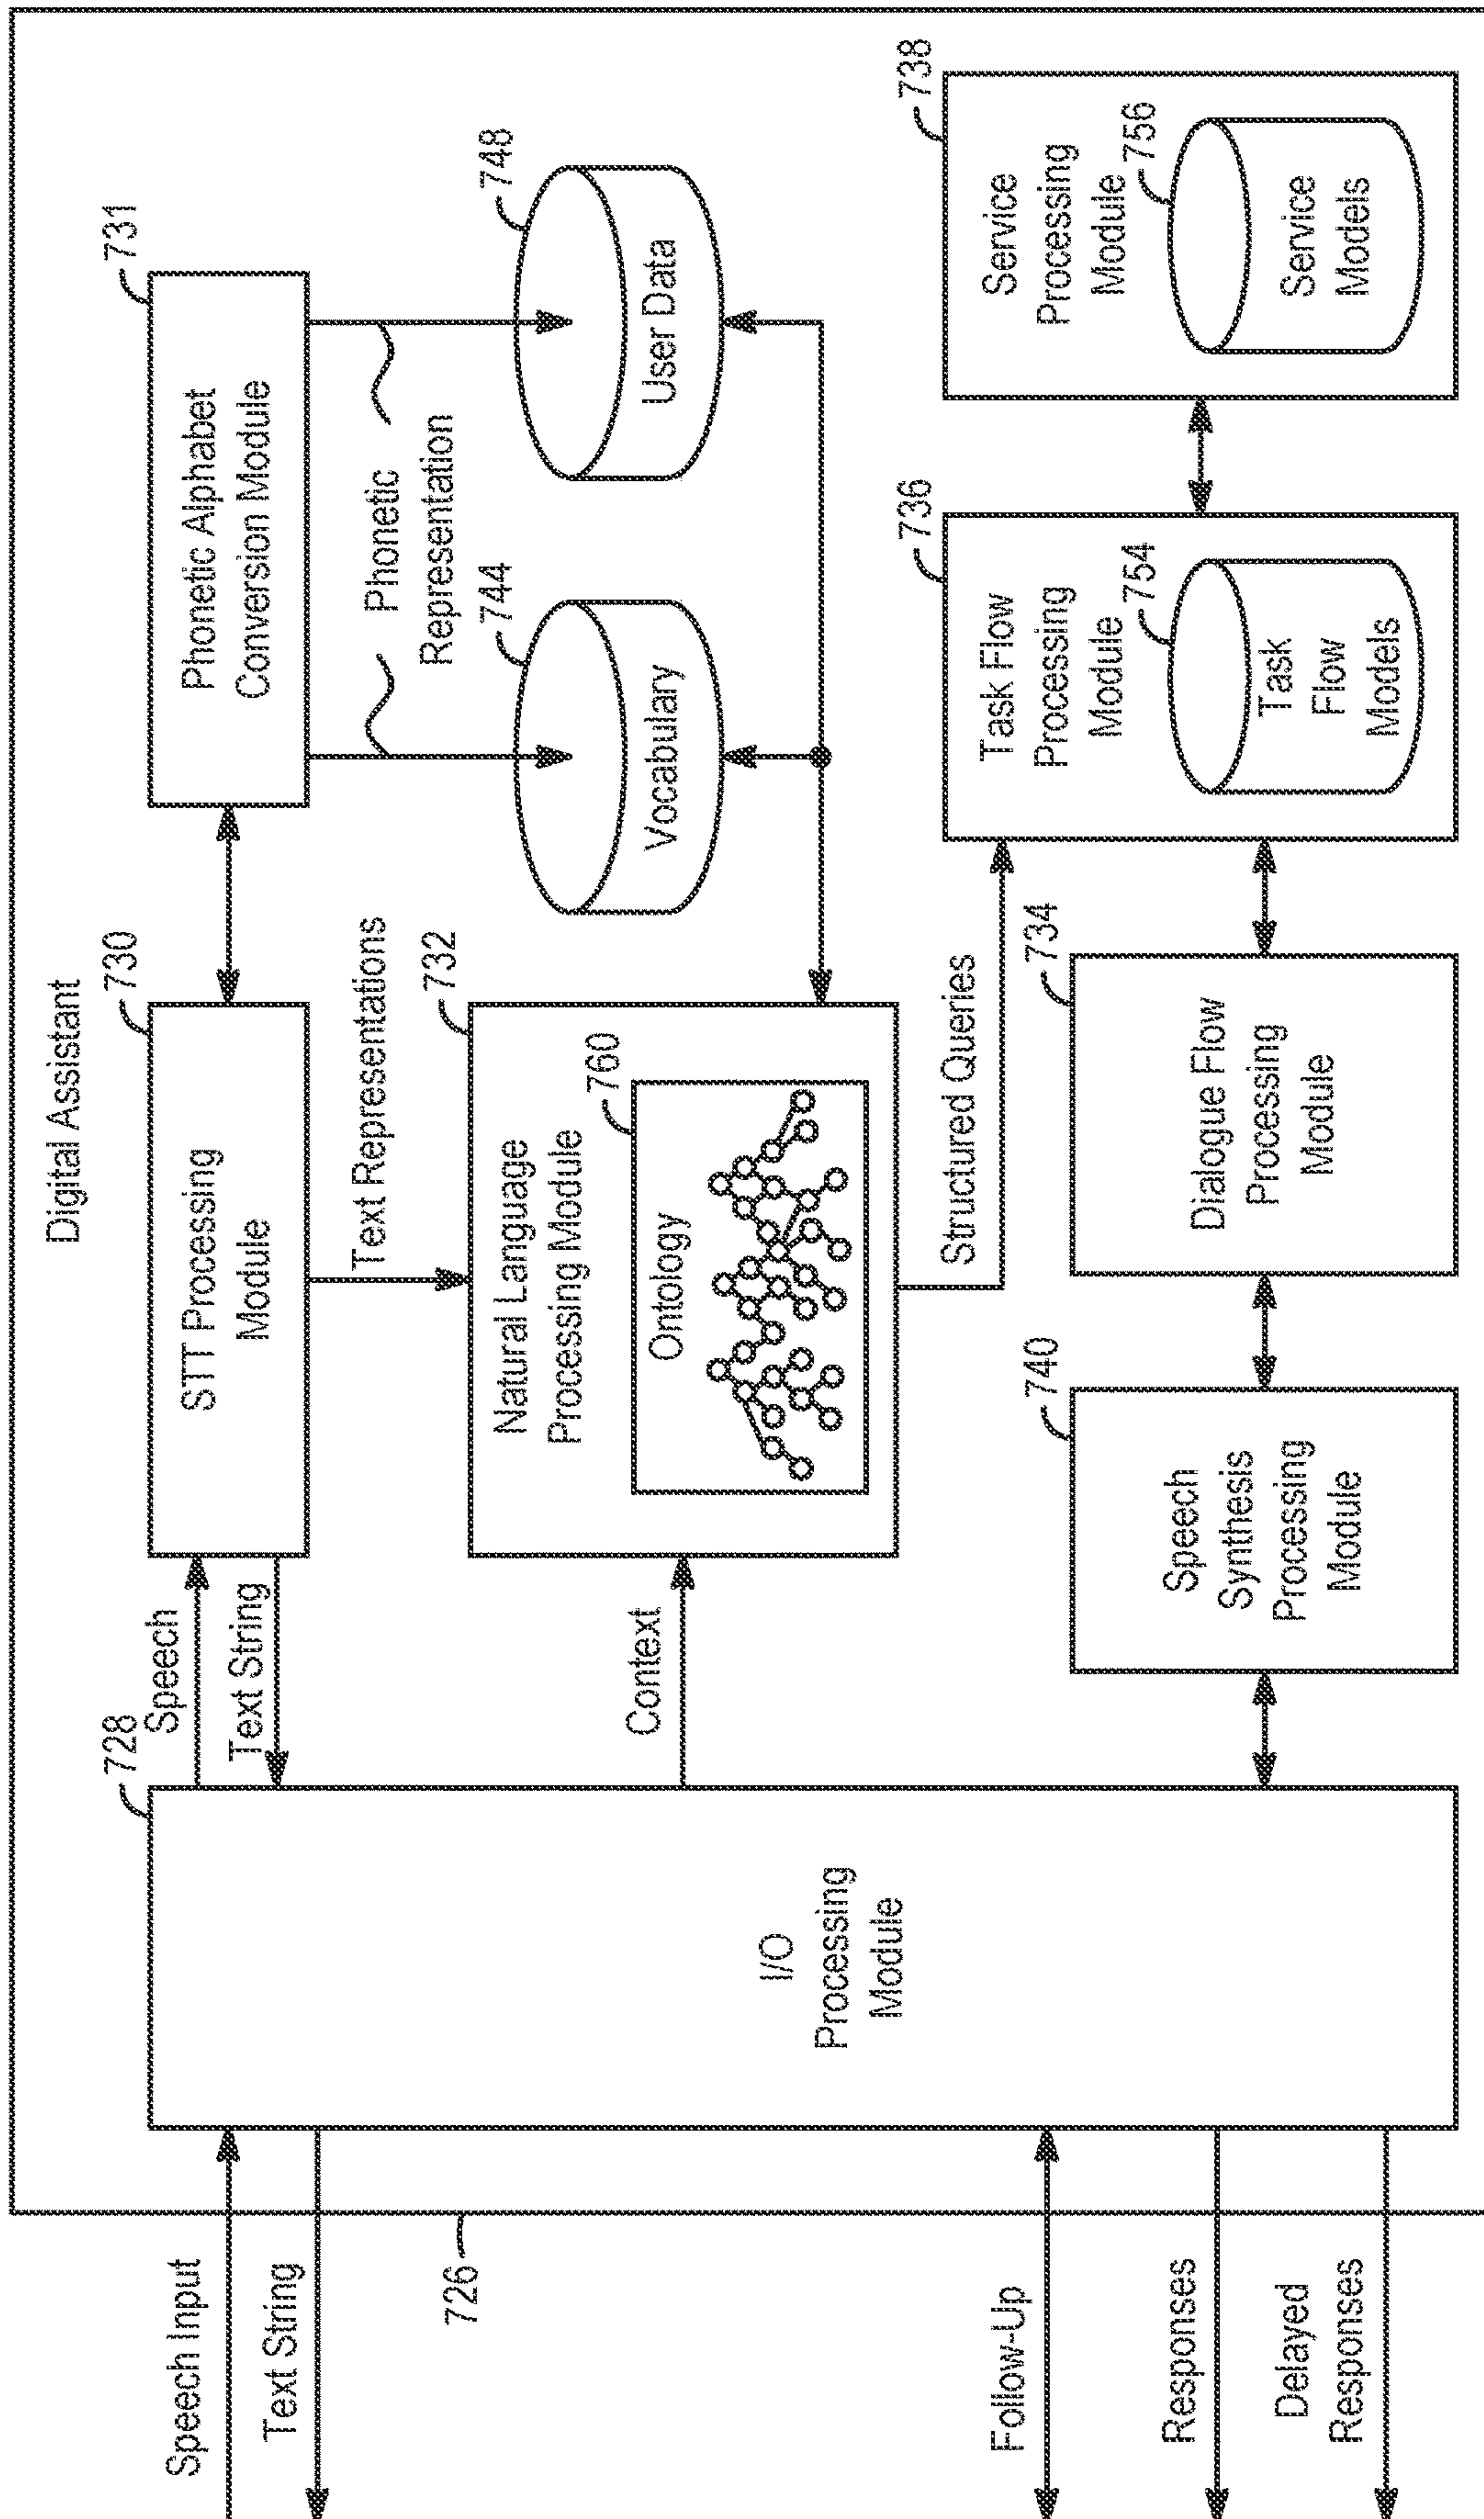 Digital Assistant
Speech Input
Text String
726
728
I/O
Processing
Module
Speech
Text String
730
STT Processing
Module
731
Phonetic Alphabet
Conversion Module
Text Representations
Phonetic
Representation
744
Vocabulary
748
User Data
Context
732
Natural Language
Processing Module
760
Ontology
Structured Queries
Follow-Up
Responses
Delayed
Responses
740
Speech
Synthesis
Processing
Module
734
Dialogue Flow
Processing
Module
736
Task Flow
Processing
Module
754
Task
Flow
Models
738
Service
Processing
Module
756
Service
Models